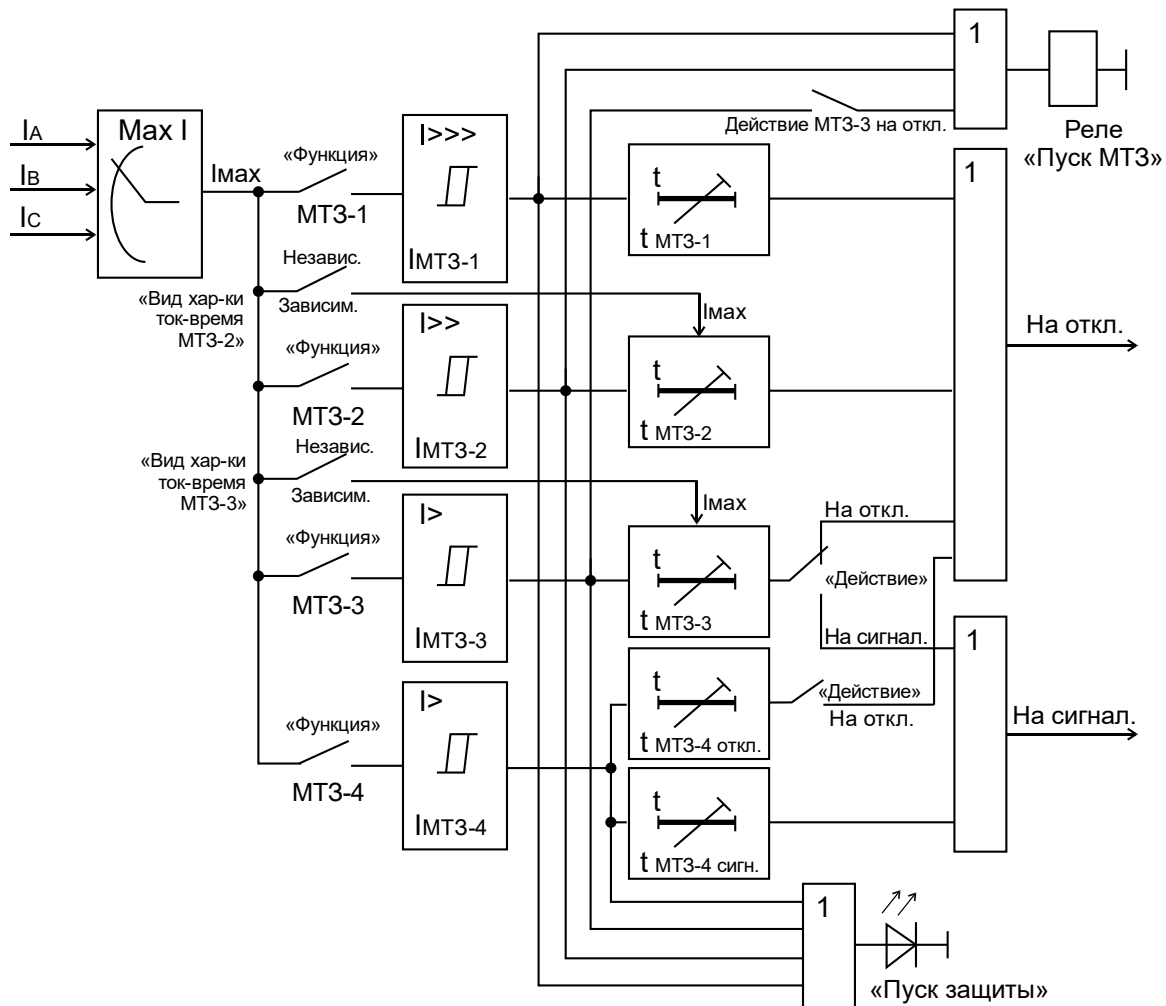 1
Реле
«Пуск МТЗ»
Действие МТЗ-3 на откл.
IA
IB
IC
Max I
Iмах
«Функция»
МТЗ-1
I>>>
IМТЗ-1
t
t МТЗ-1
1
На откл.
«Вид хар-ки
ток-время
МТЗ-2»
Независ.
Зависим.
Iмах
«Функция»
МТЗ-2
I>>
IМТЗ-2
t
t МТЗ-2
«Вид хар-ки
ток-время
МТЗ-3»
Независ.
Зависим.
Iмах
«Функция»
МТЗ-3
I>
IМТЗ-3
t
t МТЗ-3
На откл.
«Действие»
На сигнал.
1
На сигнал.
«Функция»
МТЗ-4
I>
IМТЗ-4
t
t МТЗ-4 откл.
«Действие»
На откл.
t
t МТЗ-4 сигн.
1
«Пуск защиты»